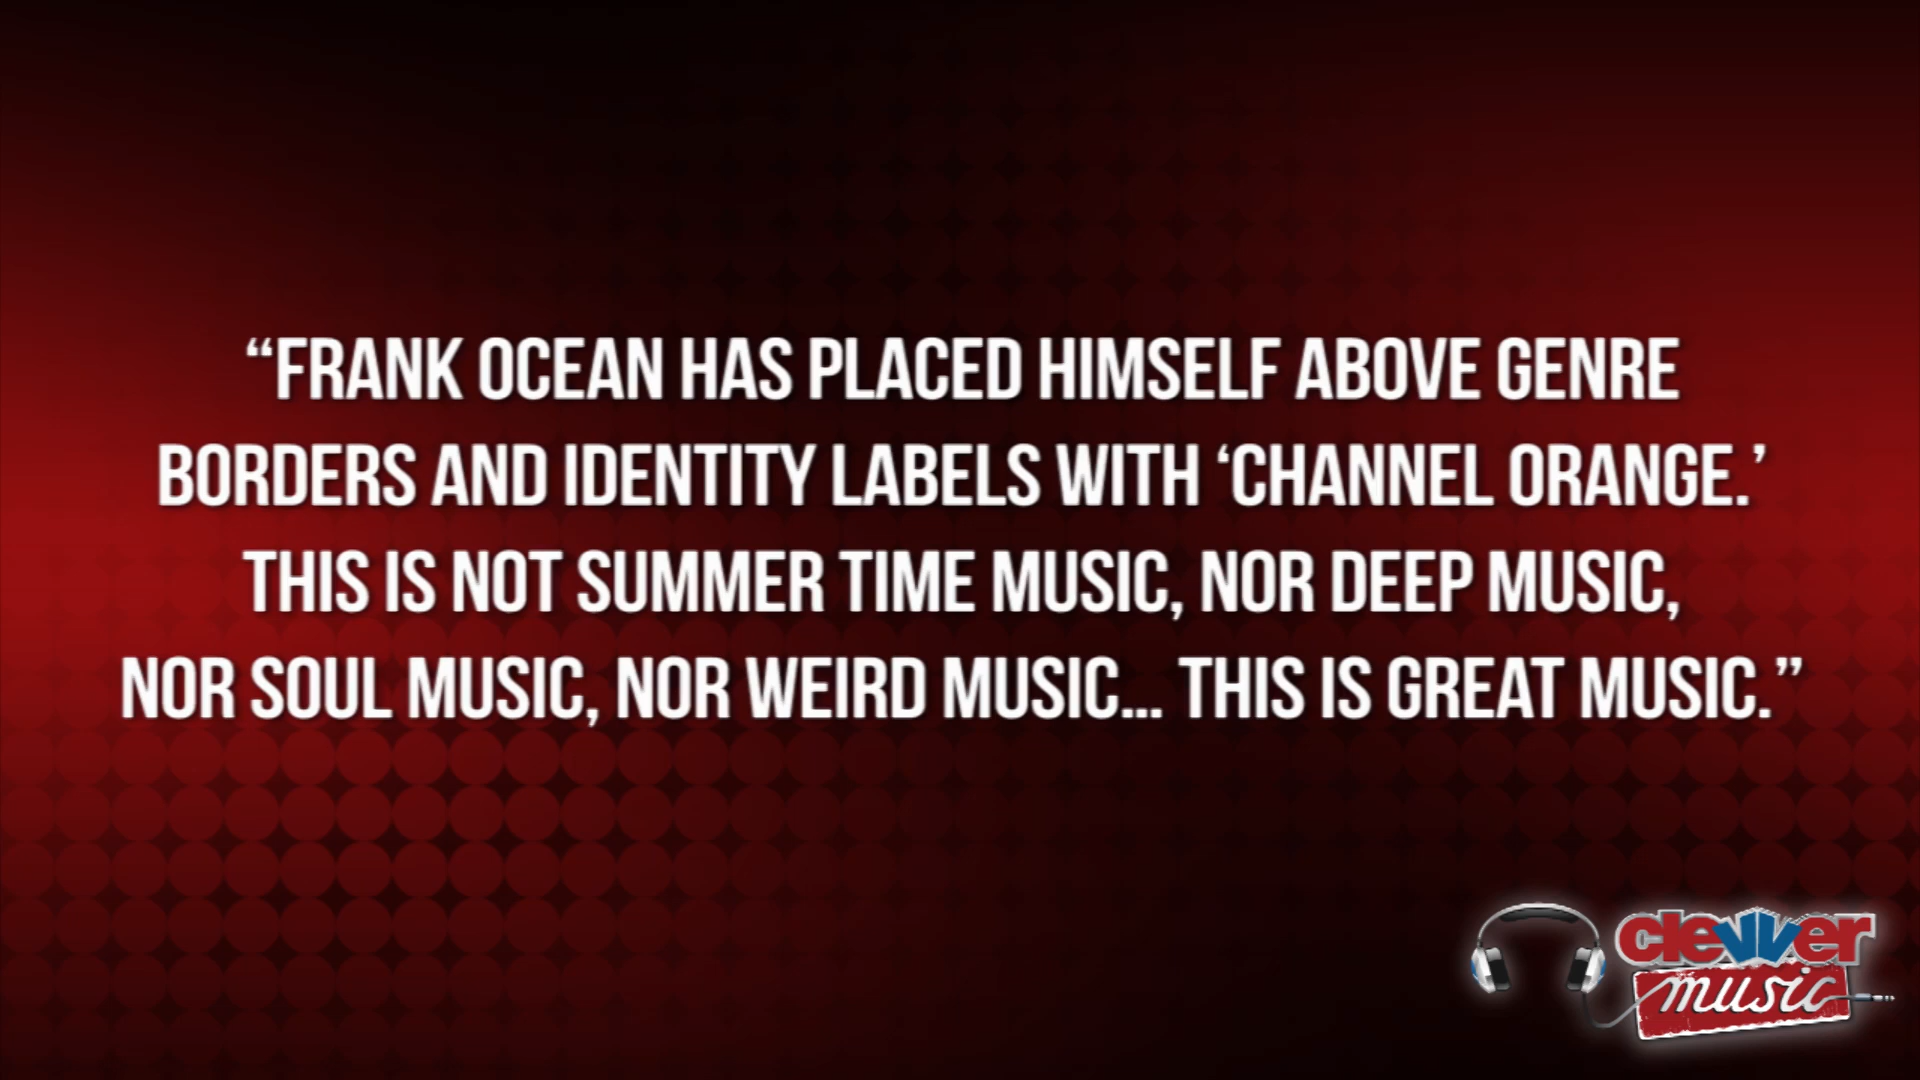 “FRANK OCEAN HAS PLACED HIMSELF ABOVE GENRE
BORDERS AND IDENTITY LABELS WITH ‘CHANNEL ORANGE.’
THIS IS NOT SUMMER TIME MUSIC, NOR DEEP MUSIC,
NOR SOUL MUSIC, NOR WEIRD MUSIC... THIS IS GREAT MUSIC.”
clevver
music